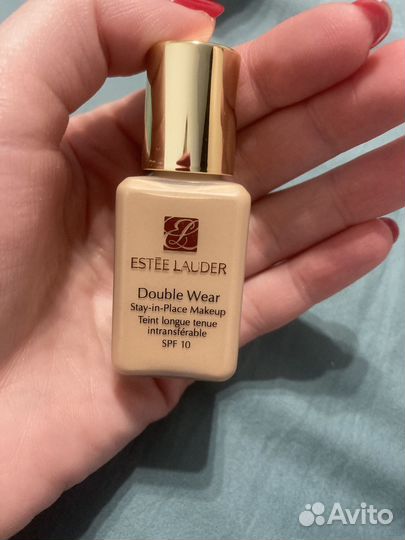 EL
ESTĒE LAUDER
Double Wear
Stay-in-Place Makeup
Teint longue tenue
intransférable
SPF 10
Avito